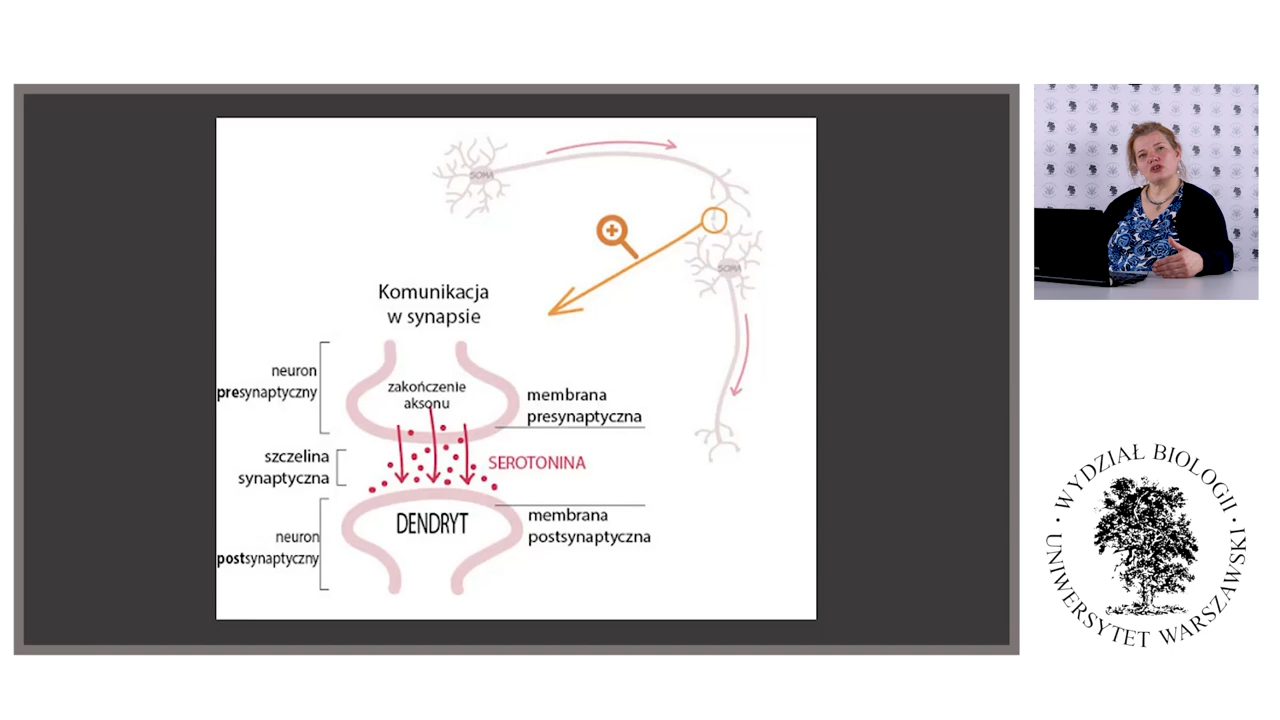 SOMA
SOMA
Komunikacja
w synapsie
neuron
presynaptyczny
zakończenie
aksonu
membrana
presynaptyczna
szczelina
synaptyczna
SEROTONINA
DENDRYT
membrana
postsynaptyczna
neuron
postsynaptyczny
· WYDZIAŁ BIOLOGII ·
UNIWERSYTET WARSZAWSKI